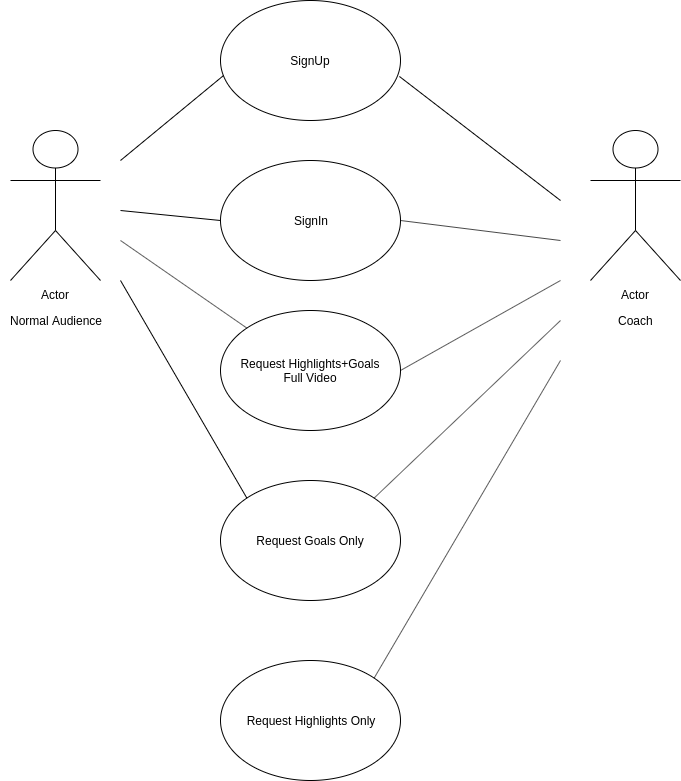 SignUp
SignIn
Actor
Normal Audience
Actor
Coach
Request Highlights+Goals
Full Video
Request Goals Only
Request Highlights Only